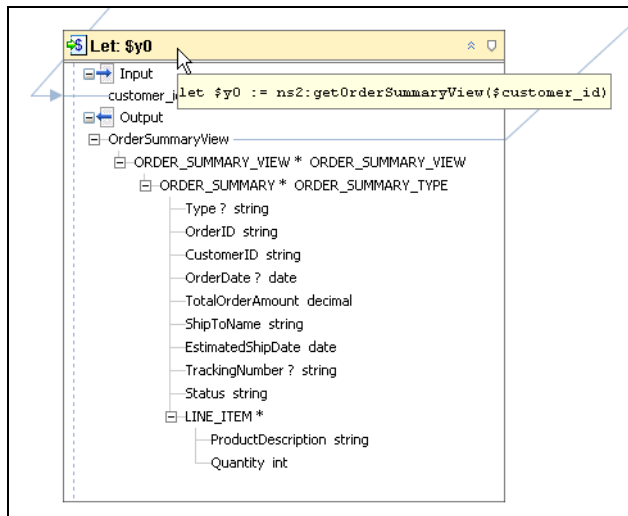 Let: $y0
Input
customer_i
let $y0 := ns2:getOrderSummaryView($customer_id)
Output
OrderSummaryView
ORDER_SUMMARY_VIEW * ORDER_SUMMARY_VIEW
ORDER_SUMMARY * ORDER_SUMMARY_TYPE
Type ? string
OrderID string
CustomerID string
OrderDate ? date
TotalOrderAmount decimal
ShipToName string
EstimatedShipDate date
TrackingNumber ? string
Status string
LINE_ITEM *
ProductDescription string
Quantity int